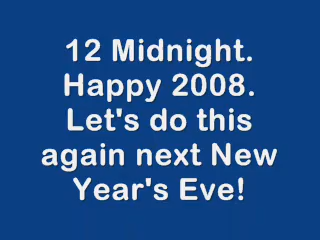 12 Midnight.
Happy 2008.
Let's do this
again next New
Year's Eve!